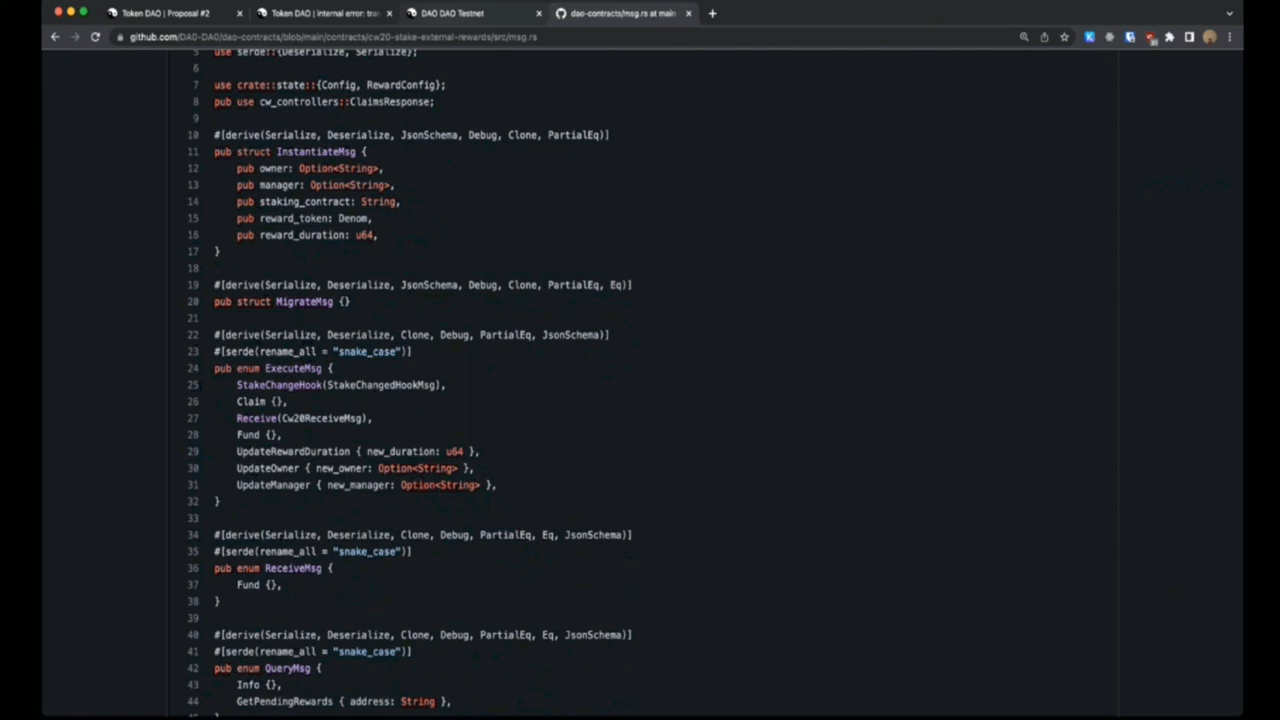 Token DAO | Proposal #2
Token DAO | internal error: tran
DAO DAO Testnet
dao-contracts/msg.rs at main
github.com/DA0-DA0/dao-contracts/blob/main/contracts/cw20-stake-external-rewards/src/msg.rs
5 use serde::{Deserialize, Serialize};
6
7 use crate::state::{Config, RewardConfig};
8 pub use cw_controllers::ClaimsResponse;
9
10 #[derive(Serialize, Deserialize, JsonSchema, Debug, Clone, PartialEq)]
11 pub struct InstantiateMsg {
12 pub owner: Option<String>,
13 pub manager: Option<String>,
14 pub staking_contract: String,
15 pub reward_token: Denom,
16 pub reward_duration: u64,
17 }
18
19 #[derive(Serialize, Deserialize, JsonSchema, Debug, Clone, PartialEq, Eq)]
20 pub struct MigrateMsg {}
21
22 #[derive(Serialize, Deserialize, Clone, Debug, PartialEq, JsonSchema)]
23 #[serde(rename_all = "snake_case")]
24 pub enum ExecuteMsg {
25 StakeChangeHook(StakeChangedHookMsg),
26 Claim {},
27 Receive(Cw20ReceiveMsg),
28 Fund {},
29 UpdateRewardDuration { new_duration: u64 },
30 UpdateOwner { new_owner: Option<String> },
31 UpdateManager { new_manager: Option<String> },
32 }
33
34 #[derive(Serialize, Deserialize, Clone, Debug, PartialEq, Eq, JsonSchema)]
35 #[serde(rename_all = "snake_case")]
36 pub enum ReceiveMsg {
37 Fund {},
38 }
39
40 #[derive(Serialize, Deserialize, Clone, Debug, PartialEq, Eq, JsonSchema)]
41 #[serde(rename_all = "snake_case")]
42 pub enum QueryMsg {
43 Info {},
44 GetPendingRewards { address: String },